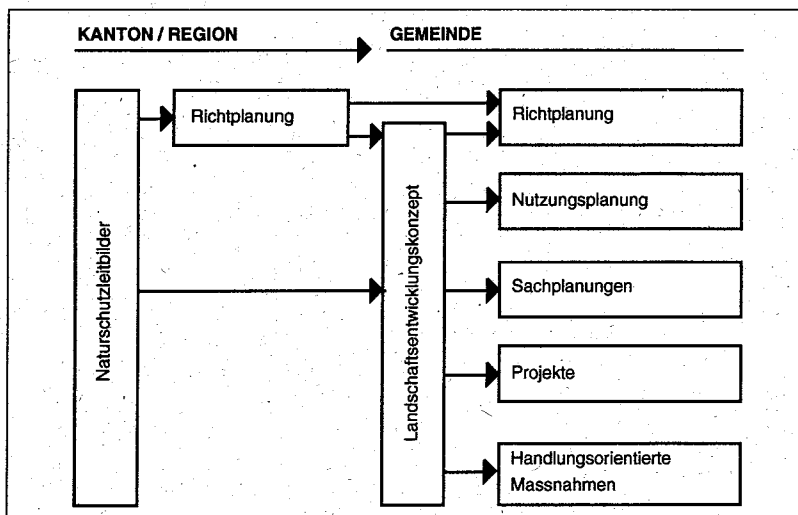 KANTON / REGION
GEMEINDE
Naturschutzleitbilder
Richtplanung
Landschaftsentwicklungskonzept
Richtplanung
Nutzungsplanung
Sachplanungen
Projekte
Handlungsorientierte
Massnahmen